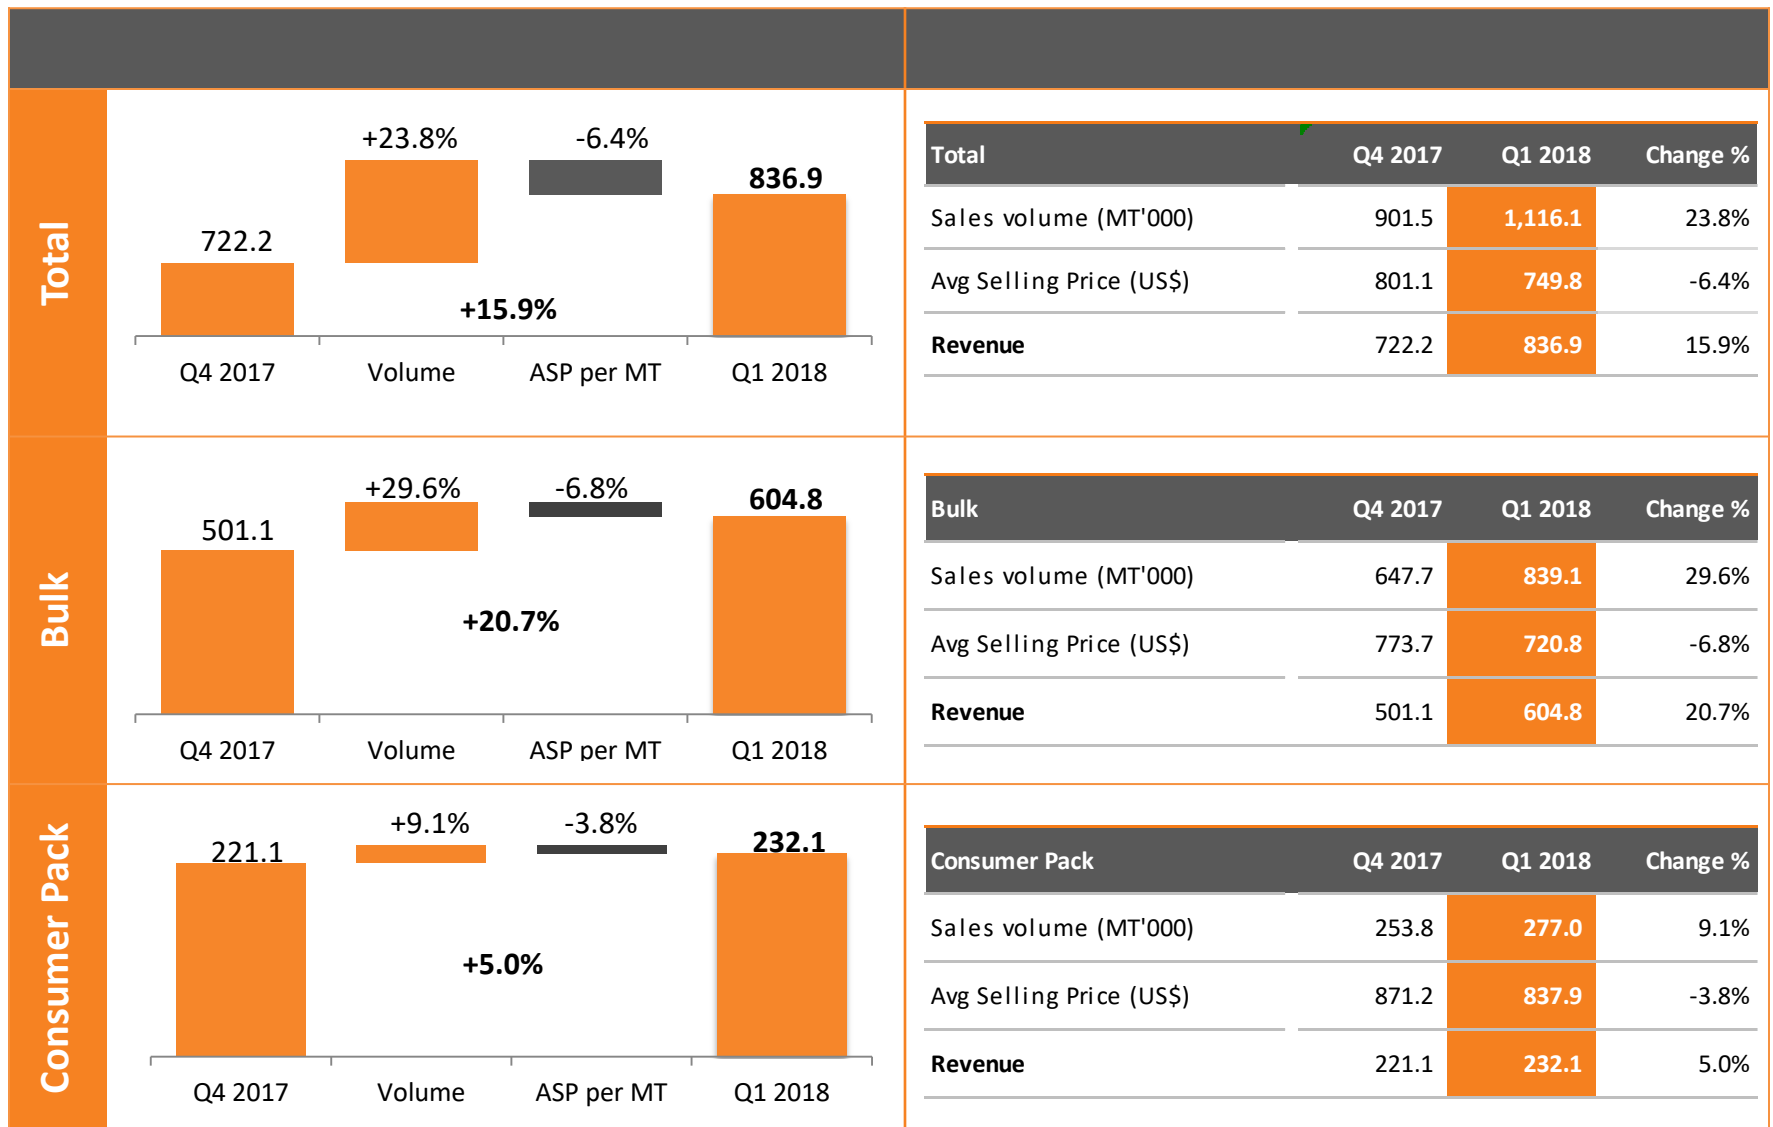 Total
+23.8%
-6.4%
836.9
722.2
+15.9%
Q4 2017 Volume ASP per MT Q1 2018
Total Q4 2017 Q1 2018 Change %
Sales volume (MT'000) 901.5 1,116.1 23.8%
Avg Selling Price (US$) 801.1 749.8 -6.4%
Revenue 722.2 836.9 15.9%
Bulk
+29.6%
-6.8%
604.8
501.1
+20.7%
Q4 2017 Volume ASP per MT Q1 2018
Bulk Q4 2017 Q1 2018 Change %
Sales volume (MT'000) 647.7 839.1 29.6%
Avg Selling Price (US$) 773.7 720.8 -6.8%
Revenue 501.1 604.8 20.7%
Consumer Pack
+9.1%
-3.8%
232.1
221.1
+5.0%
Q4 2017 Volume ASP per MT Q1 2018
Consumer Pack Q4 2017 Q1 2018 Change %
Sales volume (MT'000) 253.8 277.0 9.1%
Avg Selling Price (US$) 871.2 837.9 -3.8%
Revenue 221.1 232.1 5.0%